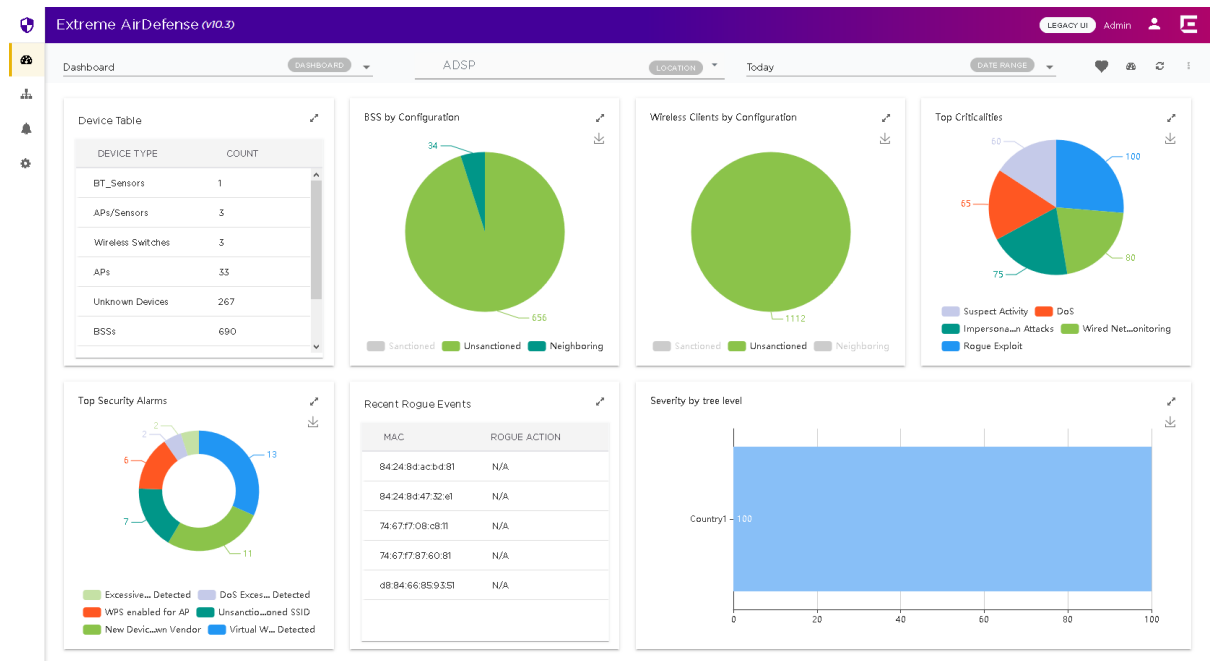 Extreme AirDefense (v10.3)
LEGACY UI Admin
Dashboard DASHBOARD ADSP LOCATION Today DATE RANGE
Device Table
DEVICE TYPE COUNT
BT_Sensors 1
APs/Sensors 3
Wireless Switches 3
APs 33
Unknown Devices 267
BSSs 690
BSS by Configuration
34
656
Sanctioned Unsanctioned Neighboring
Wireless Clients by Configuration
1112
Sanctioned Unsanctioned Neighboring
Top Criticalities
60 100
65
80
75
Suspect Activity DoS
Impersona...n Attacks Wired Net...onitoring
Rogue Exploit
Top Security Alarms
2
2
13
6
7
11
Excessive... Detected DoS Exces... Detected
WPS enabled for AP Unsanctio...oned SSID
New Devic...wn Vendor Virtual W... Detected
Recent Rogue Events
MAC ROGUE ACTION
84:24:8d:ac:bd:81 N/A
84:24:8d:47:32:e1 N/A
74:67:f7:08:c8:11 N/A
74:67:f7:87:60:81 N/A
d8:84:66:85:93:51 N/A
Severity by tree level
Country1 100
0 20 40 60 80 100